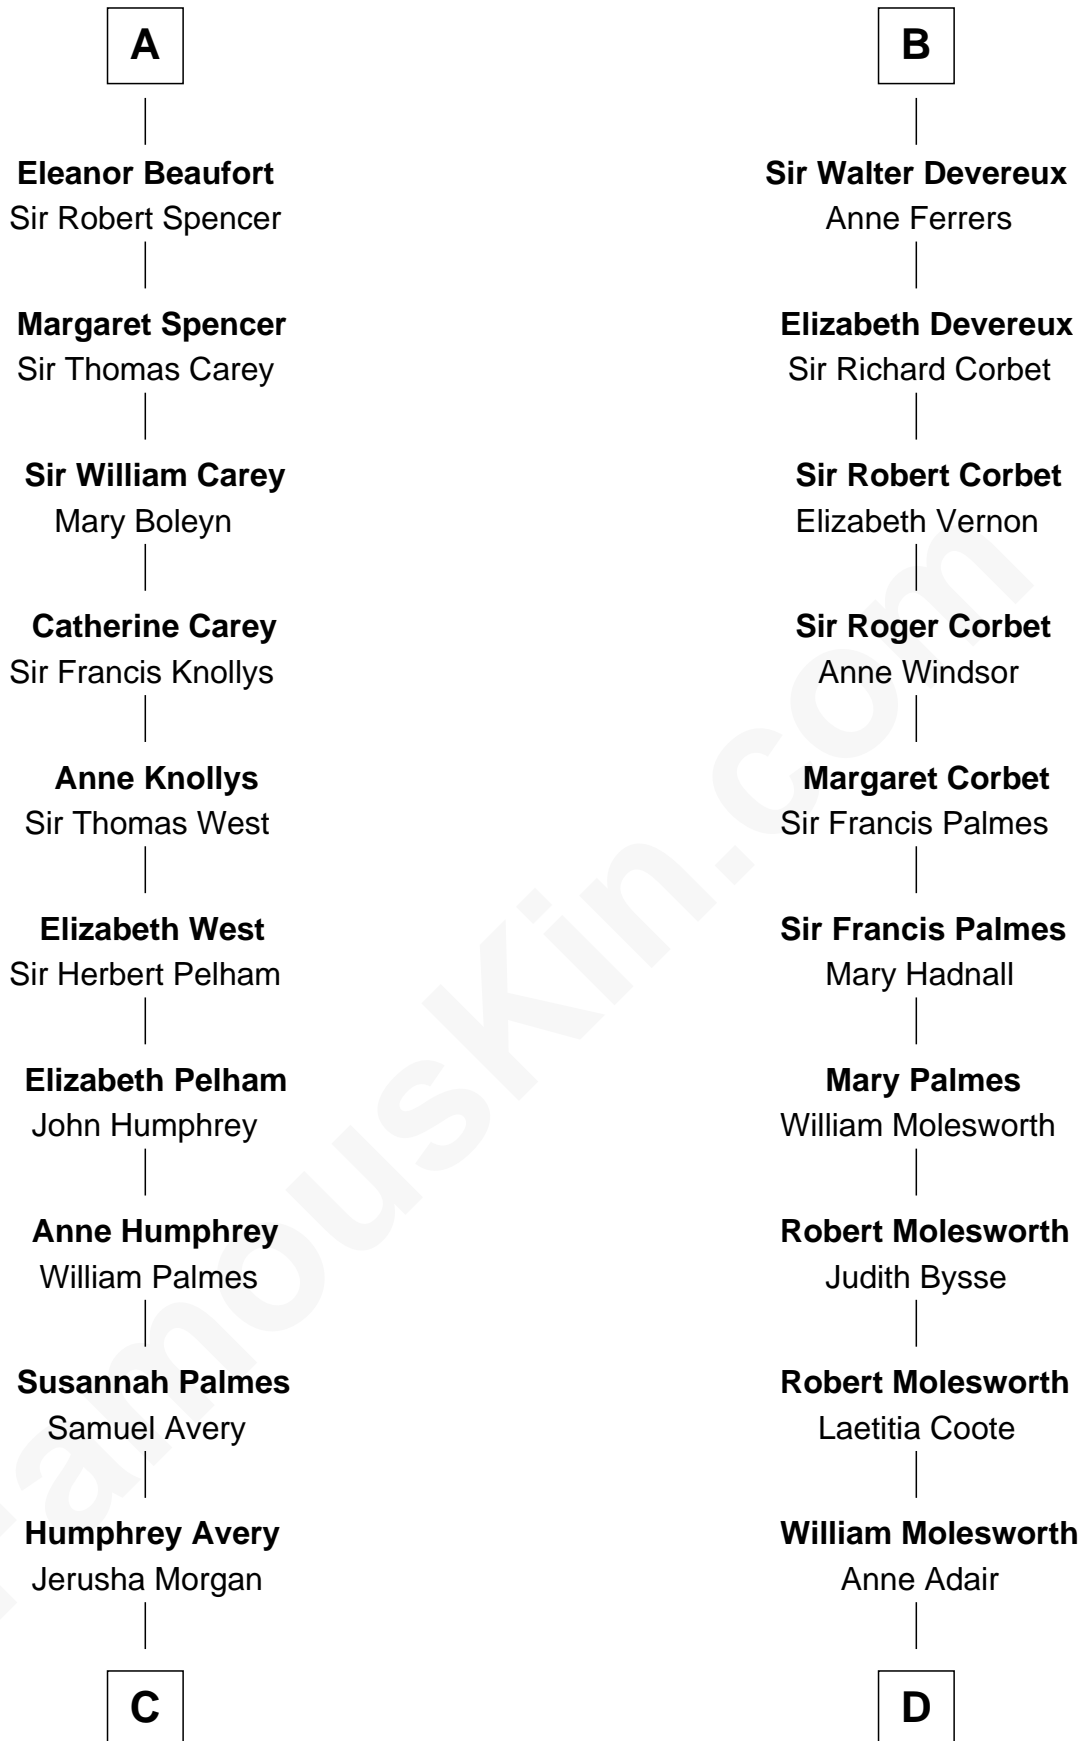 A
Eleanor Beaufort
Sir Robert Spencer
Margaret Spencer
Sir Thomas Carey
Sir William Carey
Mary Boleyn
Catherine Carey
Sir Francis Knollys
Anne Knollys
Sir Thomas West
Elizabeth West
Sir Herbert Pelham
Elizabeth Pelham
John Humphrey
Anne Humphrey
William Palmes
Susannah Palmes
Samuel Avery
Humphrey Avery
Jerusha Morgan
C
B
Sir Walter Devereux
Anne Ferrers
Elizabeth Devereux
Sir Richard Corbet
Sir Robert Corbet
Elizabeth Vernon
Sir Roger Corbet
Anne Windsor
Margaret Corbet
Sir Francis Palmes
Sir Francis Palmes
Mary Hadnall
Mary Palmes
William Molesworth
Robert Molesworth
Judith Bysse
Robert Molesworth
Laetitia Coote
William Molesworth
Anne Adair
D
FamousKin.com